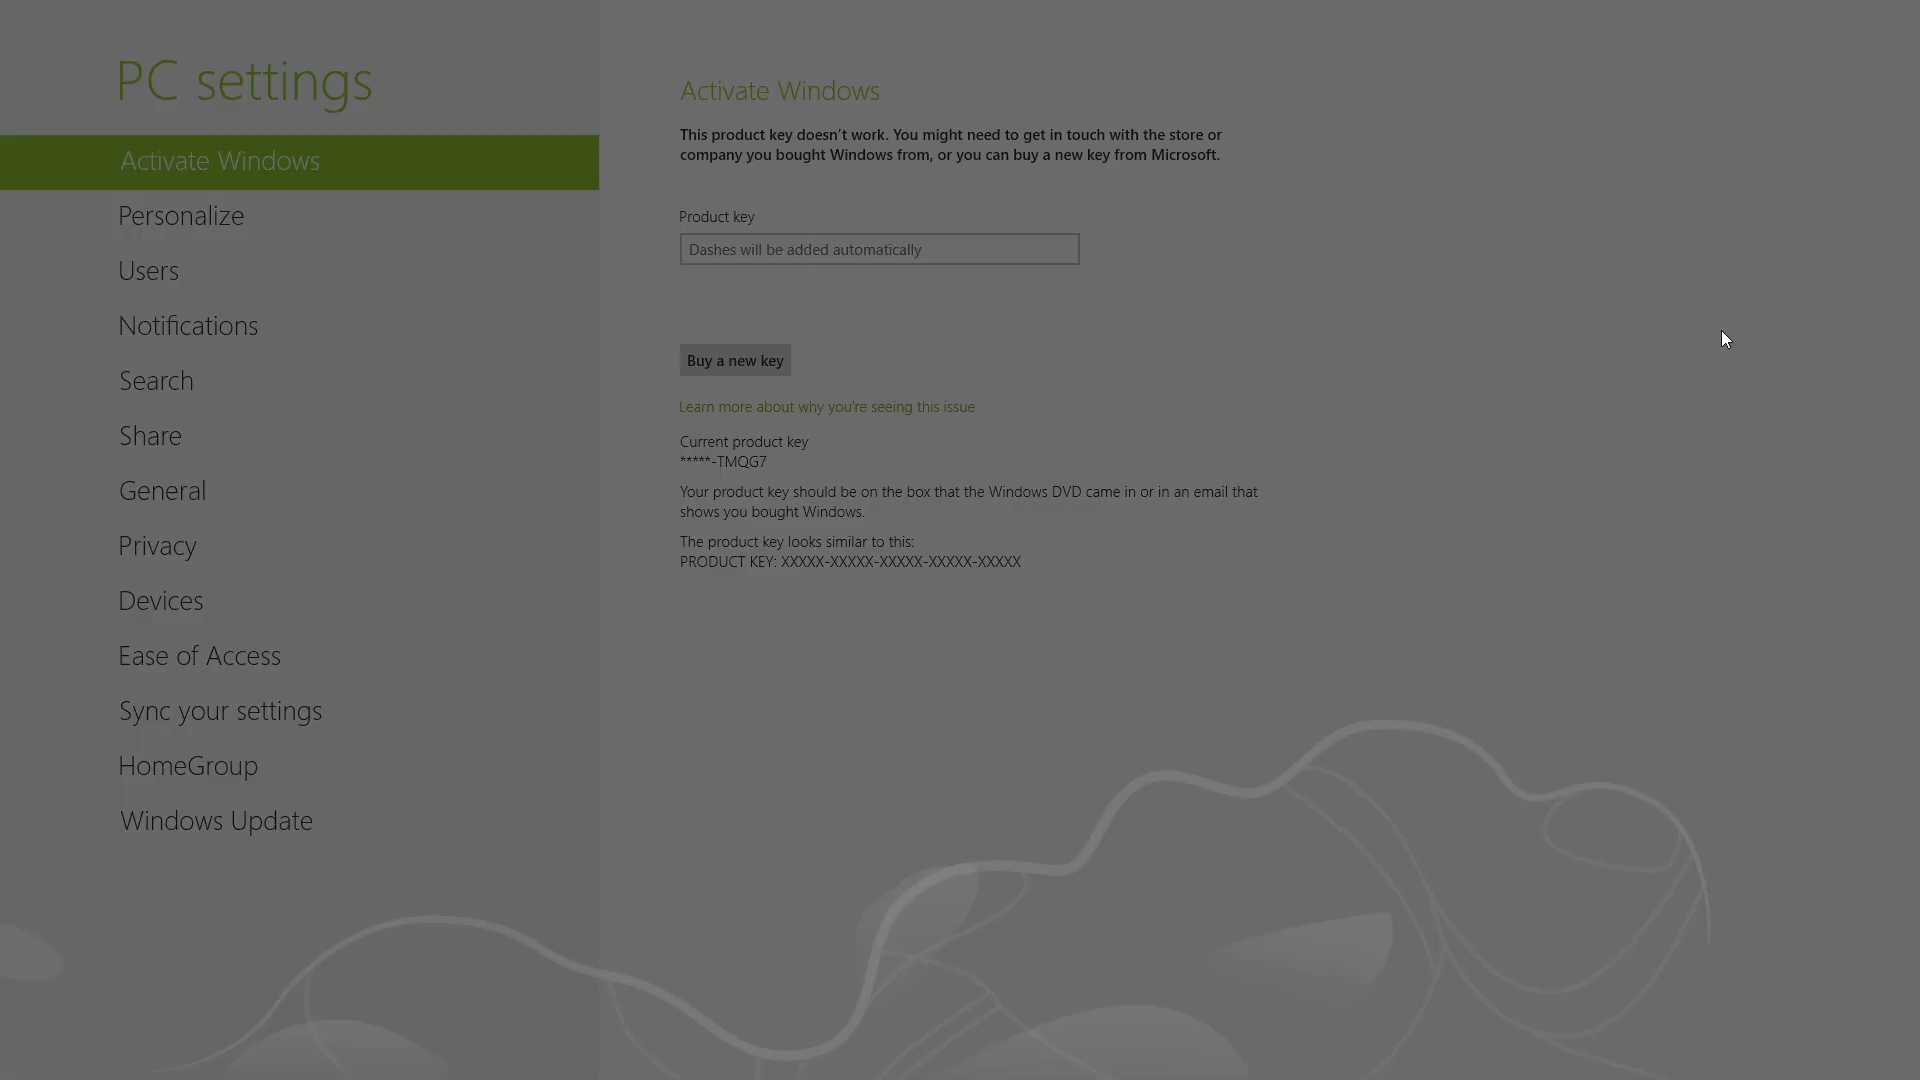 PC settings
Activate Windows
Personalize
Users
Notifications
Search
Share
General
Privacy
Devices
Ease of Access
Sync your settings
HomeGroup
Windows Update
Activate Windows
This product key doesn't work. You might need to get in touch with the store or
company you bought Windows from, or you can buy a new key from Microsoft.
Product key
Dashes will be added automatically
Buy a new key
Learn more about why you're seeing this issue
Current product key
*****-TMQG7
Your product key should be on the box that the Windows DVD came in or in an email that
shows you bought Windows.
The product key looks similar to this:
PRODUCT KEY: XXXXX-XXXXX-XXXXX-XXXXX-XXXXX